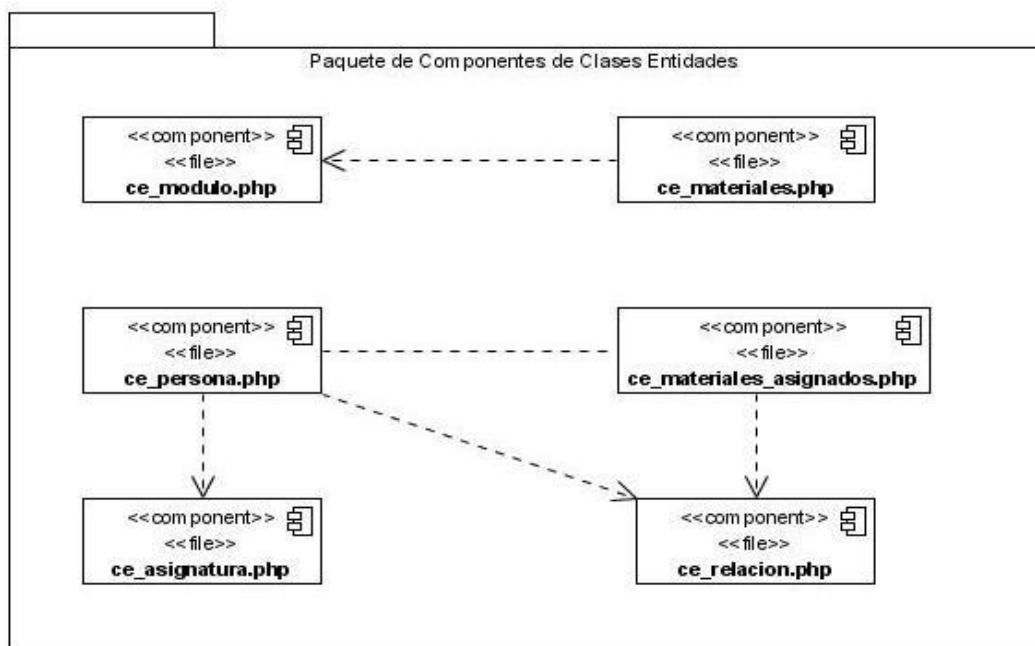 Paquete de Componentes de Clases Entidades
<<component>>
<<file>>
ce_modulo.php
<<component>>
<<file>>
ce_materiales.php
<<component>>
<<file>>
ce_persona.php
<<component>>
<<file>>
ce_materiales_asignados.php
<<component>>
<<file>>
ce_asignatura.php
<<component>>
<<file>>
ce_relacion.php